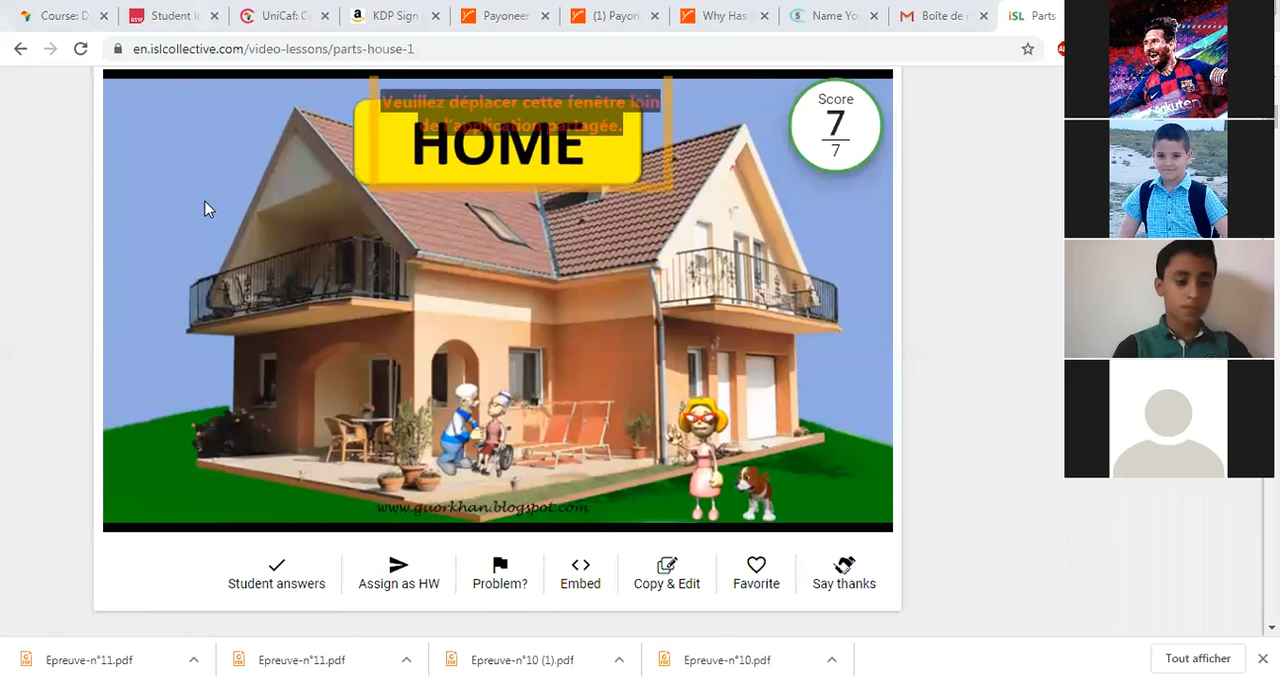 Course: D
Student Ic
UniCaf: C
KDP Sign
Payoneer
(1) Payon
Why Has
Name Yo
Boîte de
iSL Parts
en.islcollective.com/video-lessons/parts-house-1
Veuillez déplacer cette fenêtre loin
de l'application partagée.
HOME
Score
7
7
www.guorkhan.blogspot.com
Student answers
Assign as HW
Problem?
Embed
Copy & Edit
Favorite
Say thanks
Epreuve-n°11.pdf
Epreuve-n°11.pdf
Epreuve-n°10 (1).pdf
Epreuve-n°10.pdf
Tout afficher